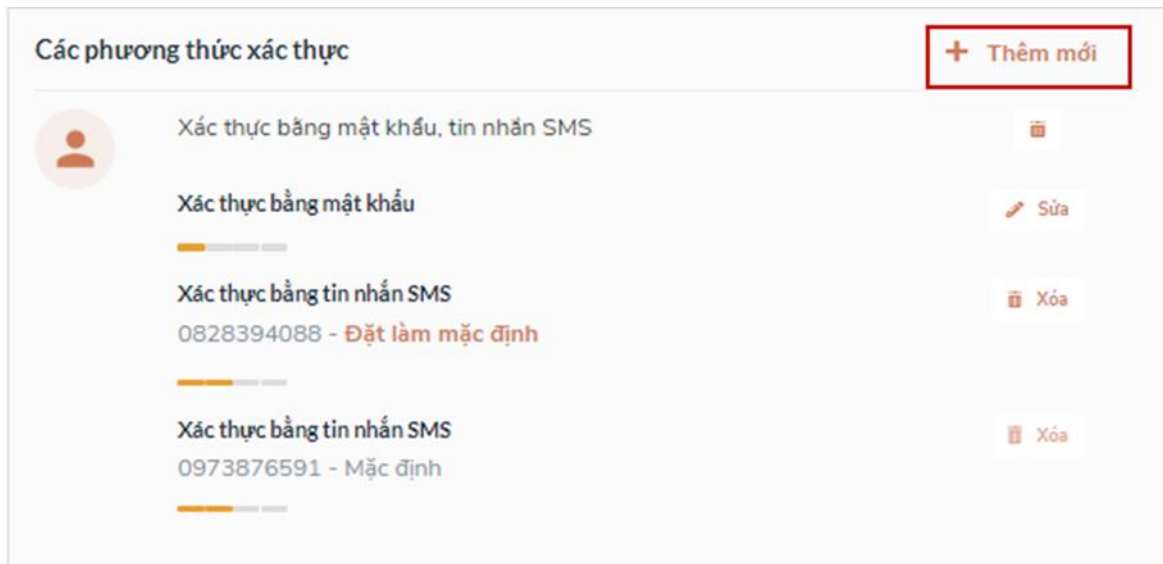 Các phương thức xác thực
+ Thêm mới
Xác thực bằng mật khẩu, tin nhắn SMS
Xác thực bằng mật khẩu
Sửa
Xác thực bằng tin nhắn SMS
Xóa
0828394088 - Đặt làm mặc định
Xác thực bằng tin nhắn SMS
Xóa
0973876591 - Mặc định